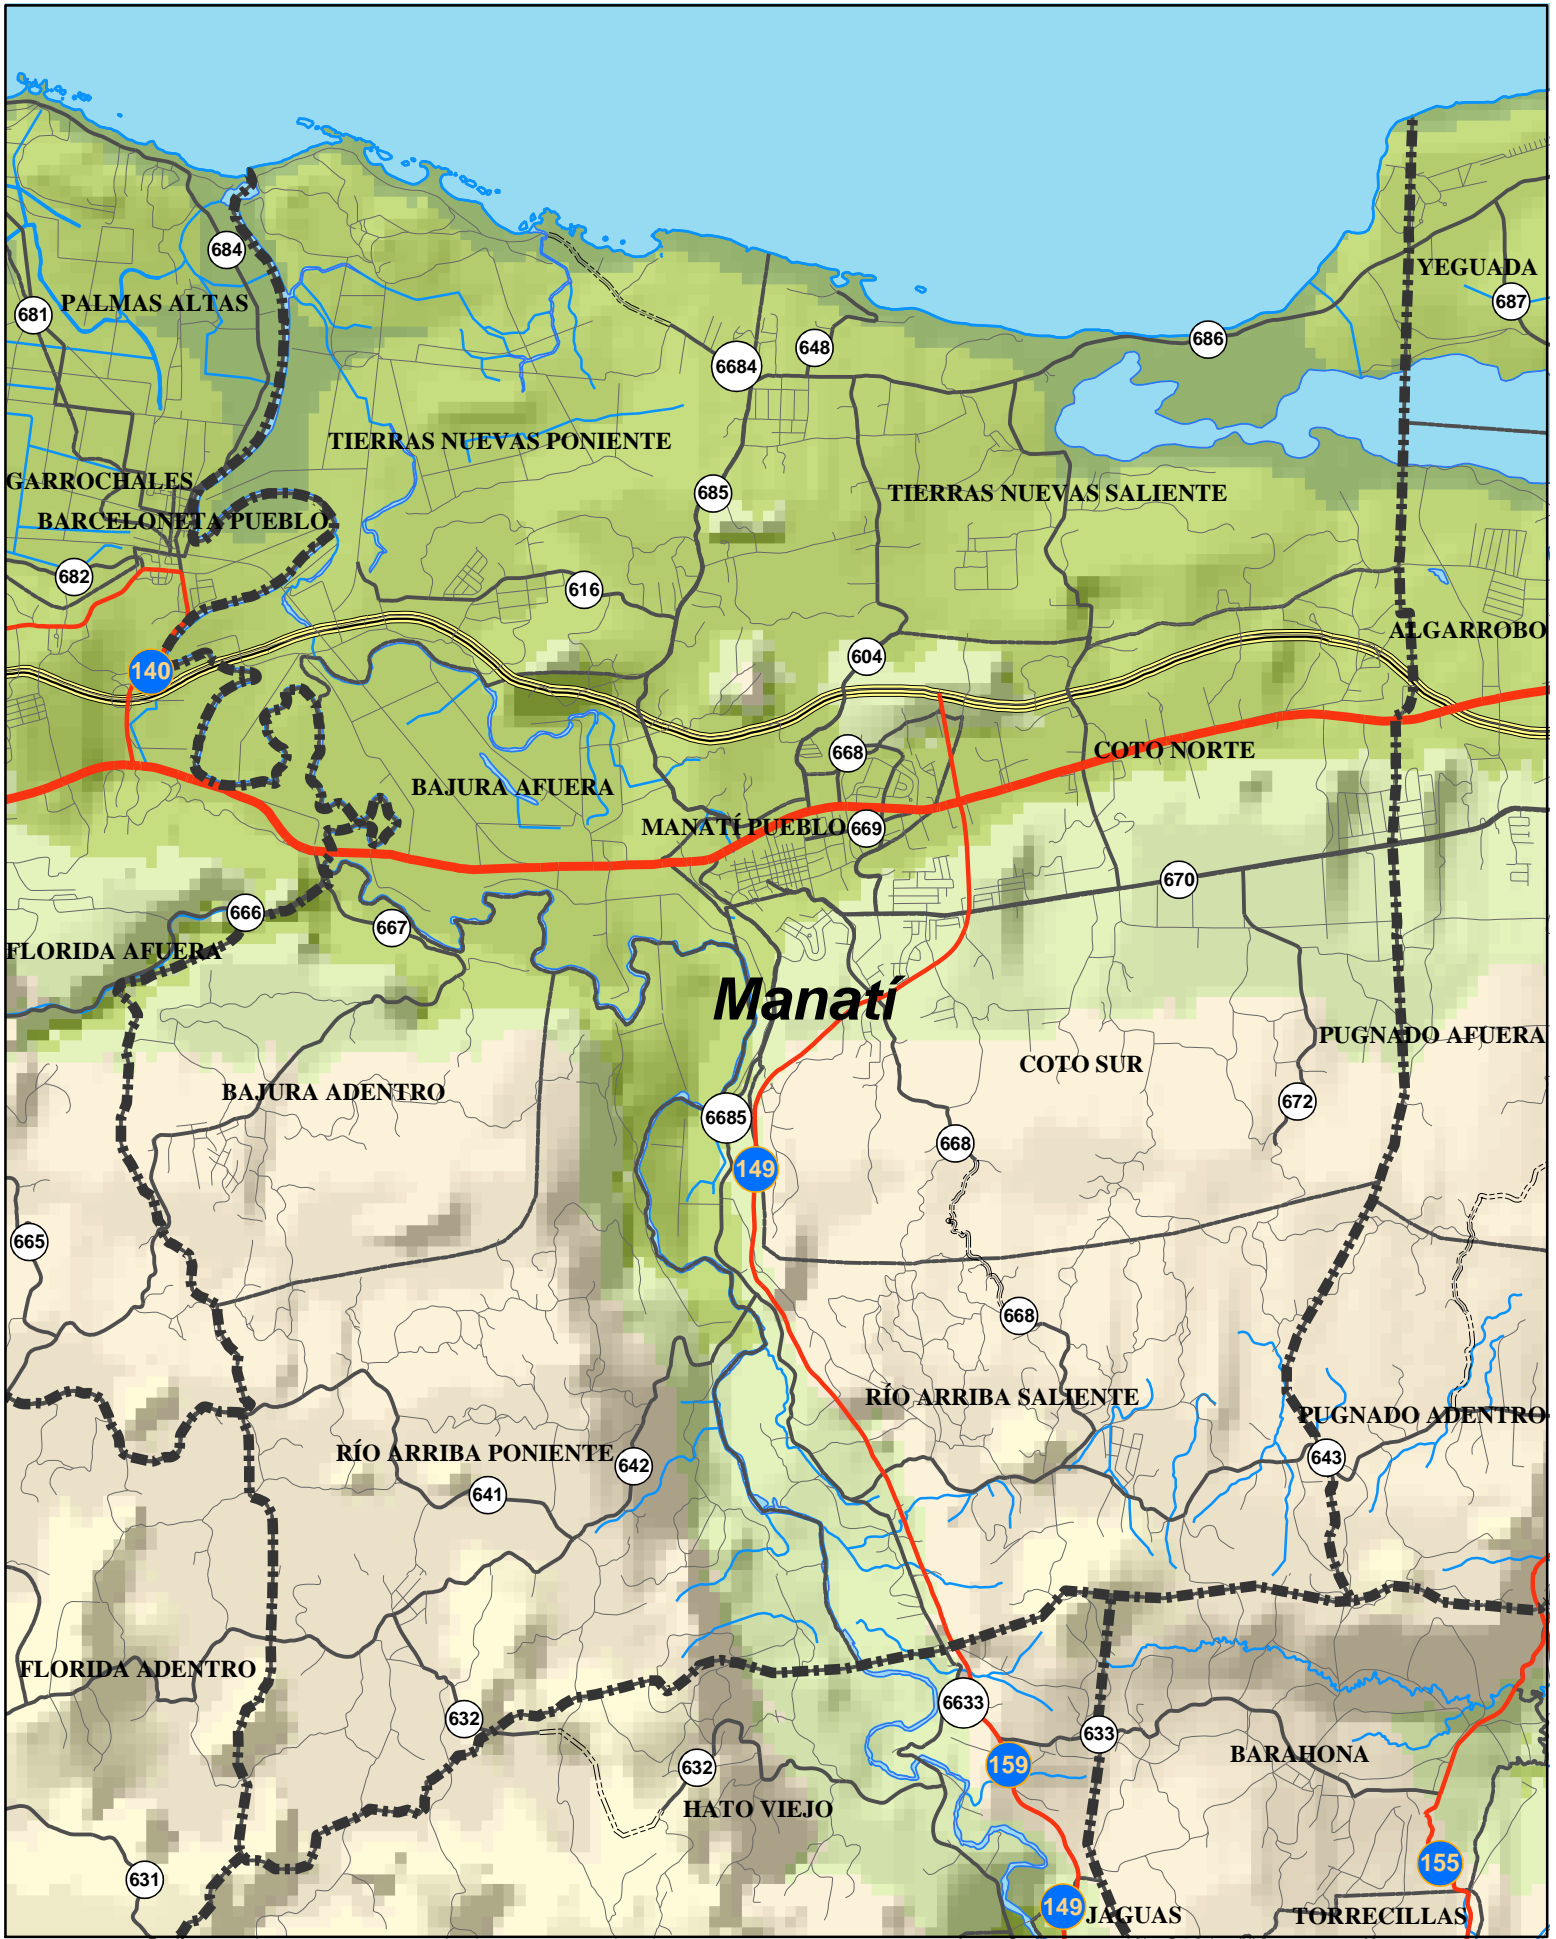 684
YEGUADA
687
PALMAS ALTAS
681
686
648
6684
TIERRAS NUEVAS PONIENTE
GARROCHALES
685
TIERRAS NUEVAS SALIENTE
BARCELONETA PUEBLO
682
616
ALGARROBO
604
140
668
COTO NORTE
BAJURA AFUERA
MANATÍ PUEBLO
669
670
666
667
FLORIDA AFUERA
Manatí
PUGNADO AFUERA
COTO SUR
BAJURA ADENTRO
672
6685
668
149
665
668
RÍO ARRIBA SALIENTE
PUGNADO ADENTRO
RÍO ARRIBA PONIENTE
642
643
641
FLORIDA ADENTRO
6633
632
633
BARAHONA
159
632
HATO VIEJO
155
631
149
JAGUAS
TORRECILLAS